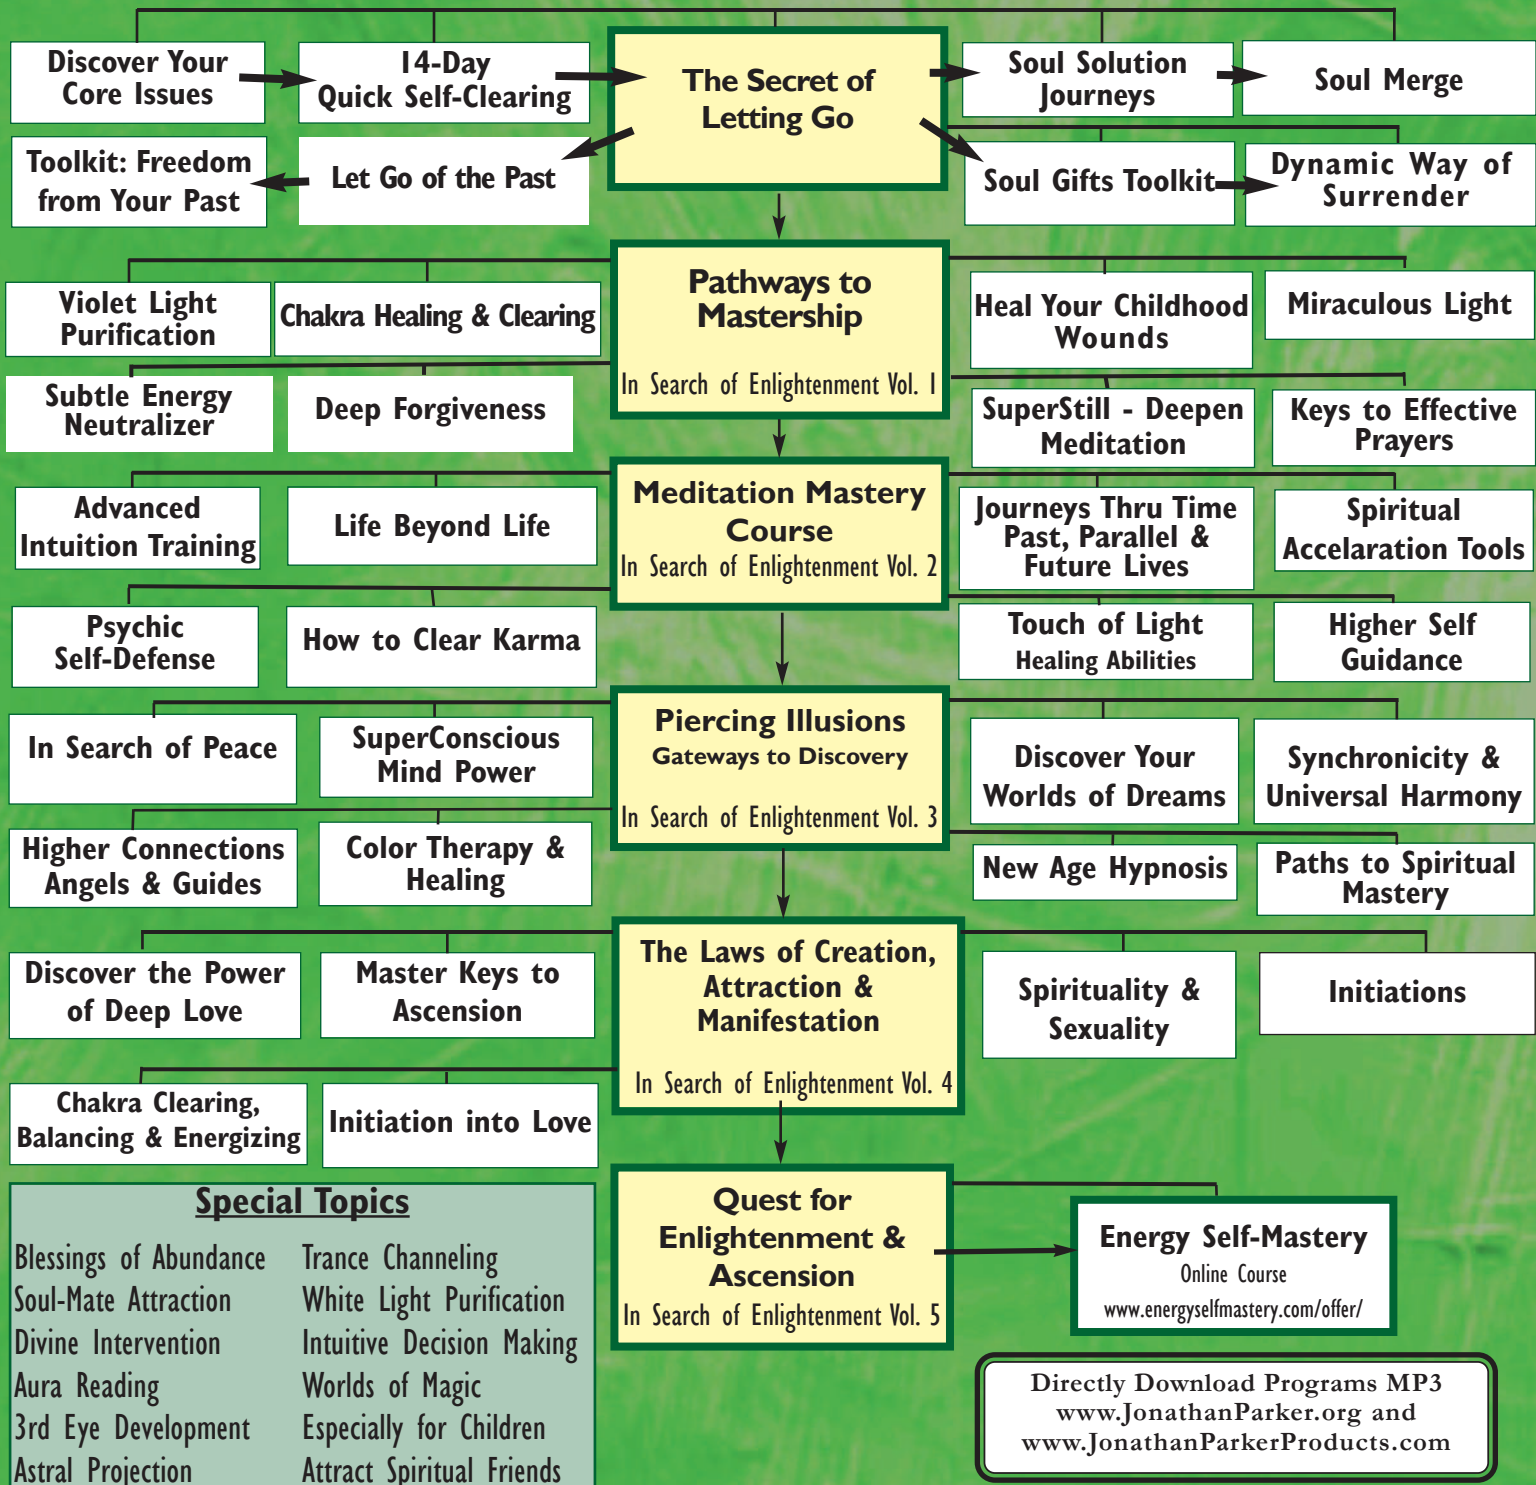 Discover Your
Core Issues
14-Day
Quick Self-Clearing
The Secret of
Letting Go
Soul Solution
Journeys
Soul Merge
Toolkit: Freedom
from Your Past
Let Go of the Past
Soul Gifts Toolkit
Dynamic Way of
Surrender
Violet Light
Purification
Chakra Healing & Clearing
Pathways to
Mastership
In Search of Enlightenment Vol. 1
Heal Your Childhood
Wounds
Miraculous Light
Subtle Energy
Neutralizer
Deep Forgiveness
SuperStill - Deepen
Meditation
Keys to Effective
Prayers
Advanced
Intuition Training
Life Beyond Life
Meditation Mastery
Course
In Search of Enlightenment Vol. 2
Journeys Thru Time
Past, Parallel &
Future Lives
Spiritual
Accelaration Tools
Psychic
Self-Defense
How to Clear Karma
Touch of Light
Healing Abilities
Higher Self
Guidance
In Search of Peace
SuperConscious
Mind Power
Piercing Illusions
Gateways to Discovery
In Search of Enlightenment Vol. 3
Discover Your
Worlds of Dreams
Synchronicity &
Universal Harmony
Higher Connections
Angels & Guides
Color Therapy &
Healing
New Age Hypnosis
Paths to Spiritual
Mastery
Discover the Power
of Deep Love
Master Keys to
Ascension
The Laws of Creation,
Attraction &
Manifestation
In Search of Enlightenment Vol. 4
Spirituality &
Sexuality
Initiations
Chakra Clearing,
Balancing & Energizing
Initiation into Love
Quest for
Enlightenment &
Ascension
In Search of Enlightenment Vol. 5
Energy Self-Mastery
Online Course
www.energyselfmastery.com/offer/
Special Topics
Blessings of Abundance
Soul-Mate Attraction
Divine Intervention
Aura Reading
3rd Eye Development
Astral Projection
Trance Channeling
White Light Purification
Intuitive Decision Making
Worlds of Magic
Especially for Children
Attract Spiritual Friends
Directly Download Programs MP3
www.JonathanParker.org and
www.JonathanParkerProducts.com